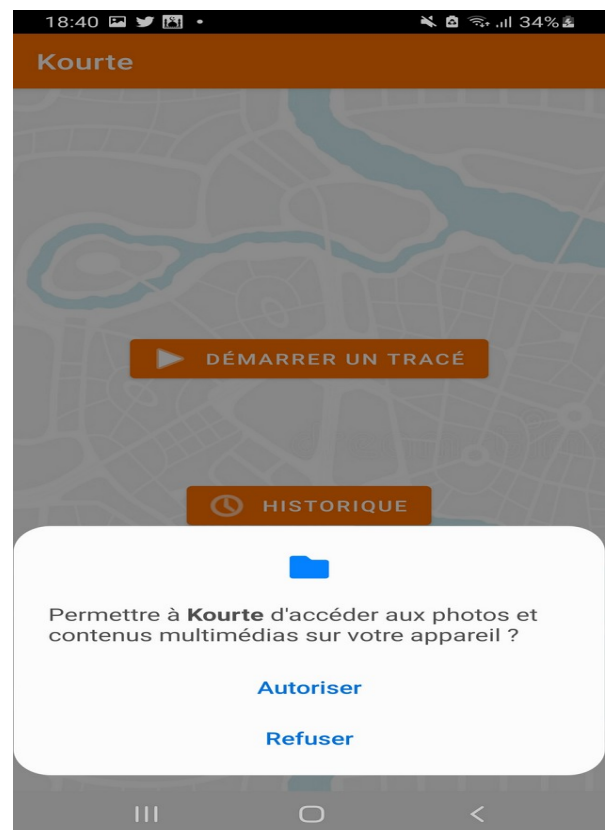 18:40 34%
Kourte
DÉMARRER UN TRACÉ
HISTORIQUE
Permettre à Kourte d'accéder aux photos et
contenus multimédias sur votre appareil ?
Autoriser
Refuser